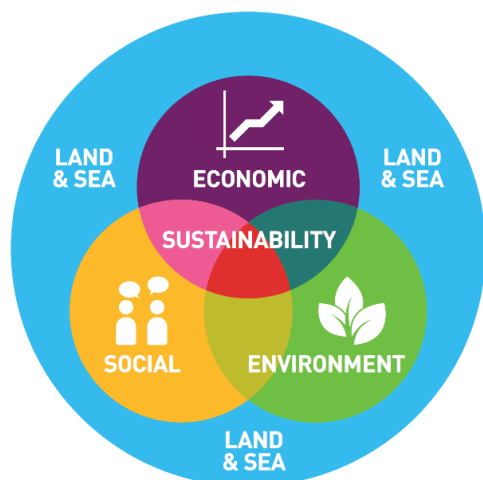 ECONOMIC
LAND
& SEA
LAND
& SEA
SUSTAINABILITY
SOCIAL
ENVIRONMENT
LAND
& SEA